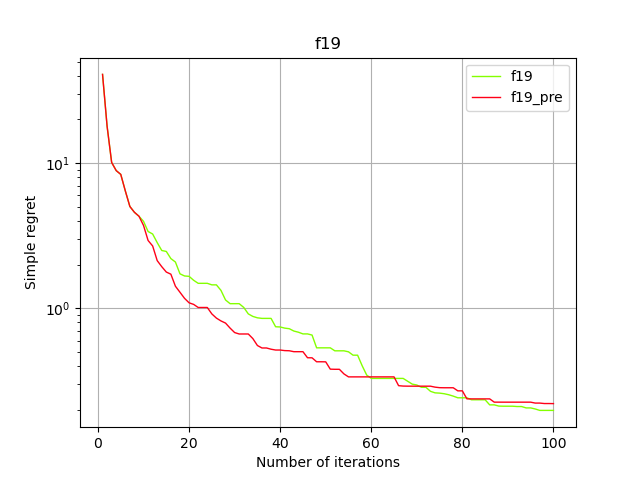 f19
f19
f19_pre
Simple regret
10¹
10⁰
0 20 40 60 80 100
Number of iterations